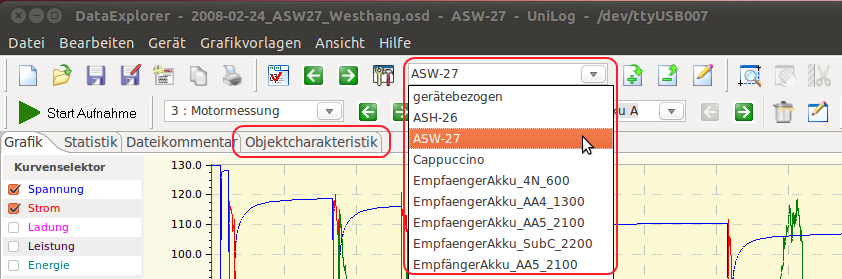 DataExplorer - 2008-02-24_ASW27_Westhang.osd - ASW-27 - UniLog - /dev/ttyUSB007
Datei Bearbeiten Gerät Grafikvorlagen Ansicht Hilfe
ASW-27
Start Aufnahme 3 : Motormessung ku A
gerätebezogen
ASH-26
ASW-27
Cappuccino
EmpfaengerAkku_4N_600
EmpfaengerAkku_AA4_1300
EmpfaengerAkku_AA5_2100
EmpfaengerAkku_SubC_2200
EmpfängerAkku_AA5_2100
Grafik Statistik Dateikommentar Objektcharakteristik
Kurvenselektor
Spannung
Strom
Ladung
Leistung
Energie
130.0
120.0
110.0
100.0
90.0